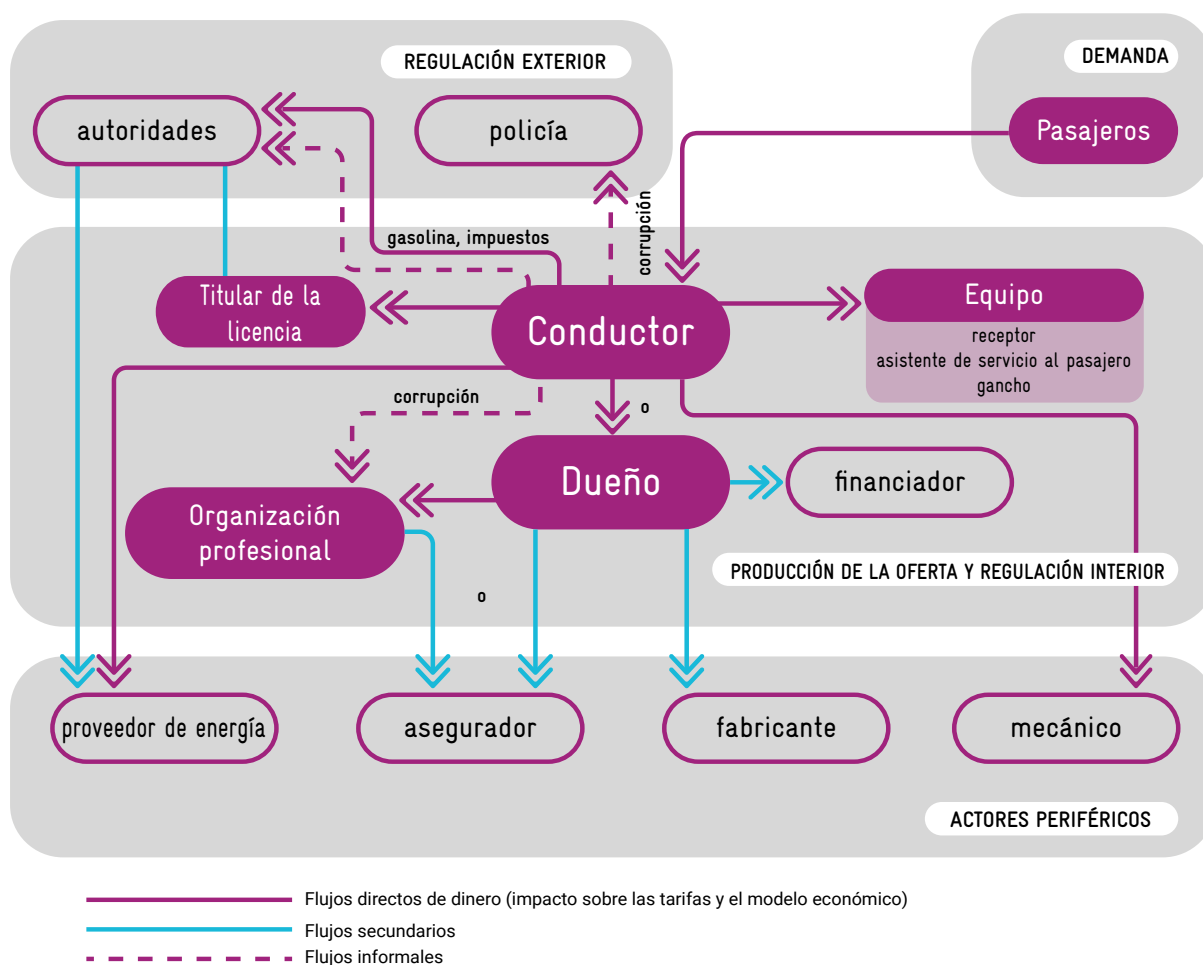 REGULACIÓN EXTERIOR
DEMANDA
autoridades
policía
Pasajeros
gasolina, impuestos
corrupción
Titular de la
licencia
Conductor
Equipo
receptor
asistente de servicio al pasajero
gancho
corrupción
o
Dueño
financiador
Organización
profesional
PRODUCCIÓN DE LA OFERTA Y REGULACIÓN INTERIOR
o
proveedor de energía
asegurador
fabricante
mecánico
ACTORES PERIFÉRICOS
Flujos directos de dinero (impacto sobre las tarifas y el modelo económico)
Flujos secundarios
Flujos informales